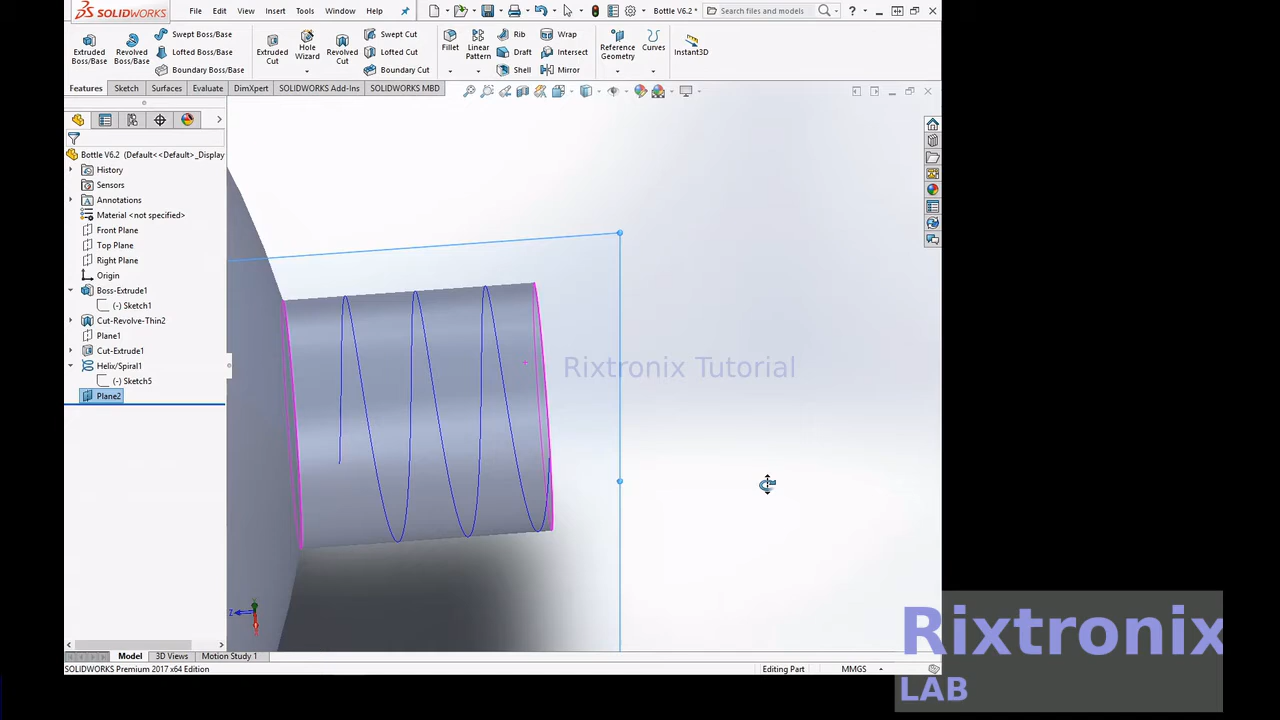 SOLIDWORKS File Edit View Insert Tools Window Help Bottle V6.2 * Search files and models ?
Extruded Boss/Base
Revolved Boss/Base
Swept Boss/Base
Lofted Boss/Base
Boundary Boss/Base
Extruded Cut
Hole Wizard
Revolved Cut
Swept Cut
Lofted Cut
Boundary Cut
Fillet
Linear Pattern
Rib
Draft
Shell
Wrap
Intersect
Mirror
Reference Geometry
Curves
Instant3D
Features Sketch Surfaces Evaluate DimXpert SOLIDWORKS Add-Ins SOLIDWORKS MBD
Bottle V6.2 (Default<<Default>_Display
History
Sensors
Annotations
Material <not specified>
Front Plane
Top Plane
Right Plane
Origin
Boss-Extrude1
(-) Sketch1
Cut-Revolve-Thin2
Plane1
Cut-Extrude1
Helix/Spiral1
(-) Sketch5
Plane2
Rixtronix Tutorial
Z
Model 3D Views Motion Study 1
SOLIDWORKS Premium 2017 x64 Edition Editing Part MMGS
Rixtronix
LAB